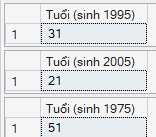 Tuổi (sinh 1995)
1 31
Tuổi (sinh 2005)
1 21
Tuổi (sinh 1975)
1 51